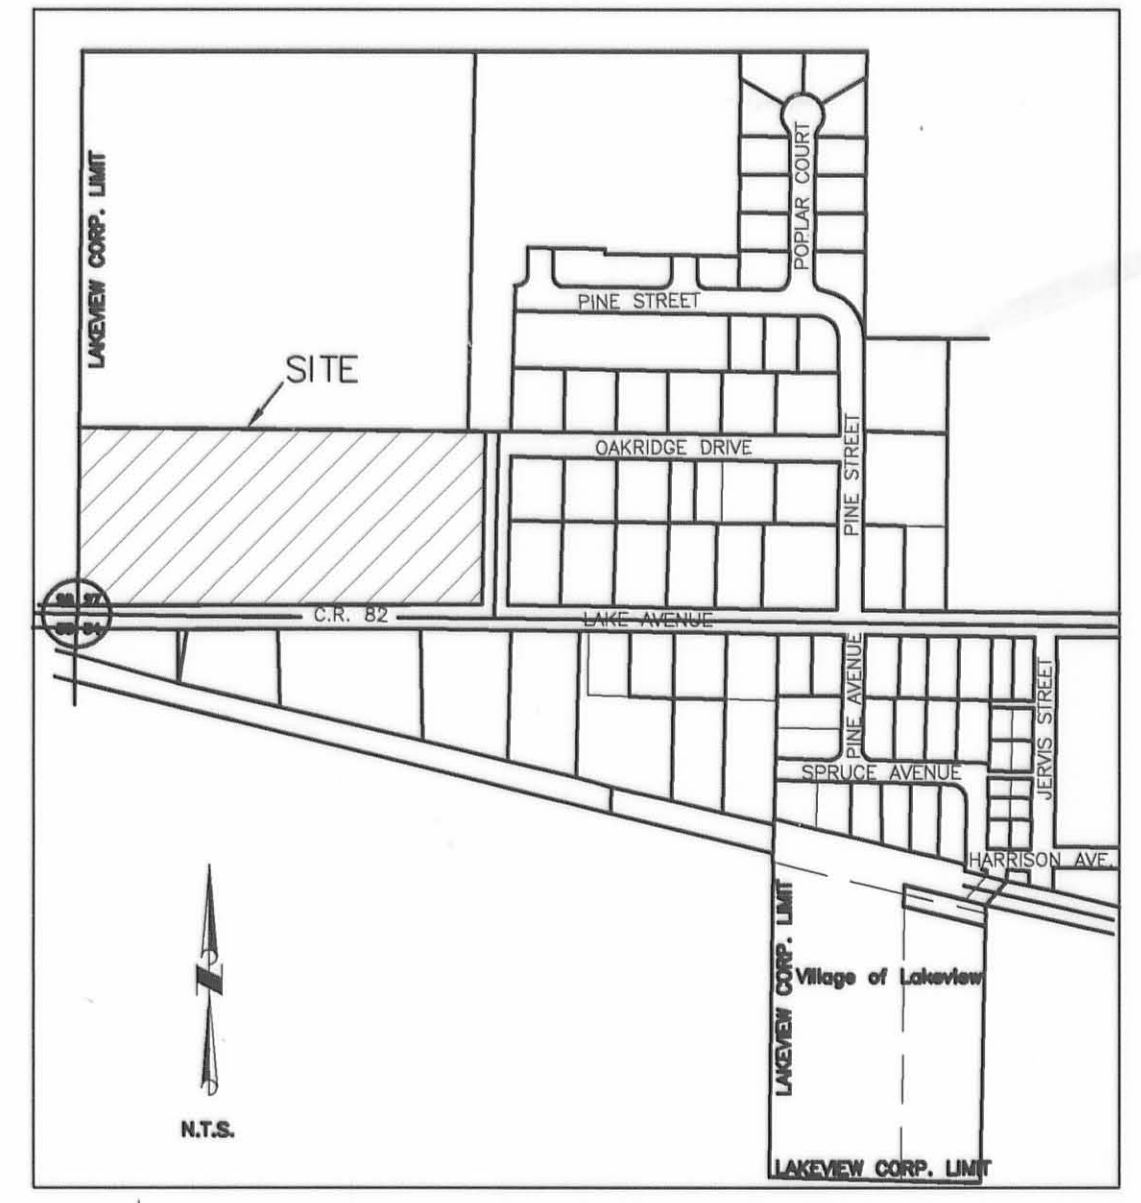 POPLAR COURT
LAKEVIEW CORP. LIMIT
PINE STREET
SITE
OAKRIDGE DRIVE
PINE STREET
C.R. 82
LAKE AVENUE
PINE AVENUE
JERVIS STREET
SPRUCE AVENUE
HARRISON AVE.
LAKEVIEW CORP. LIMIT
Village of Lakeview
N.T.S.
LAKEVIEW CORP. LIMIT